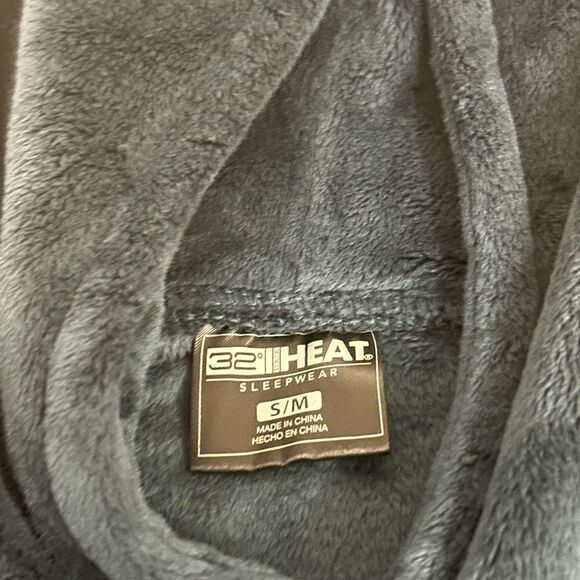 32° HEAT®
SLEEPWEAR
S/M
MADE IN CHINA
HECHO EN CHINA